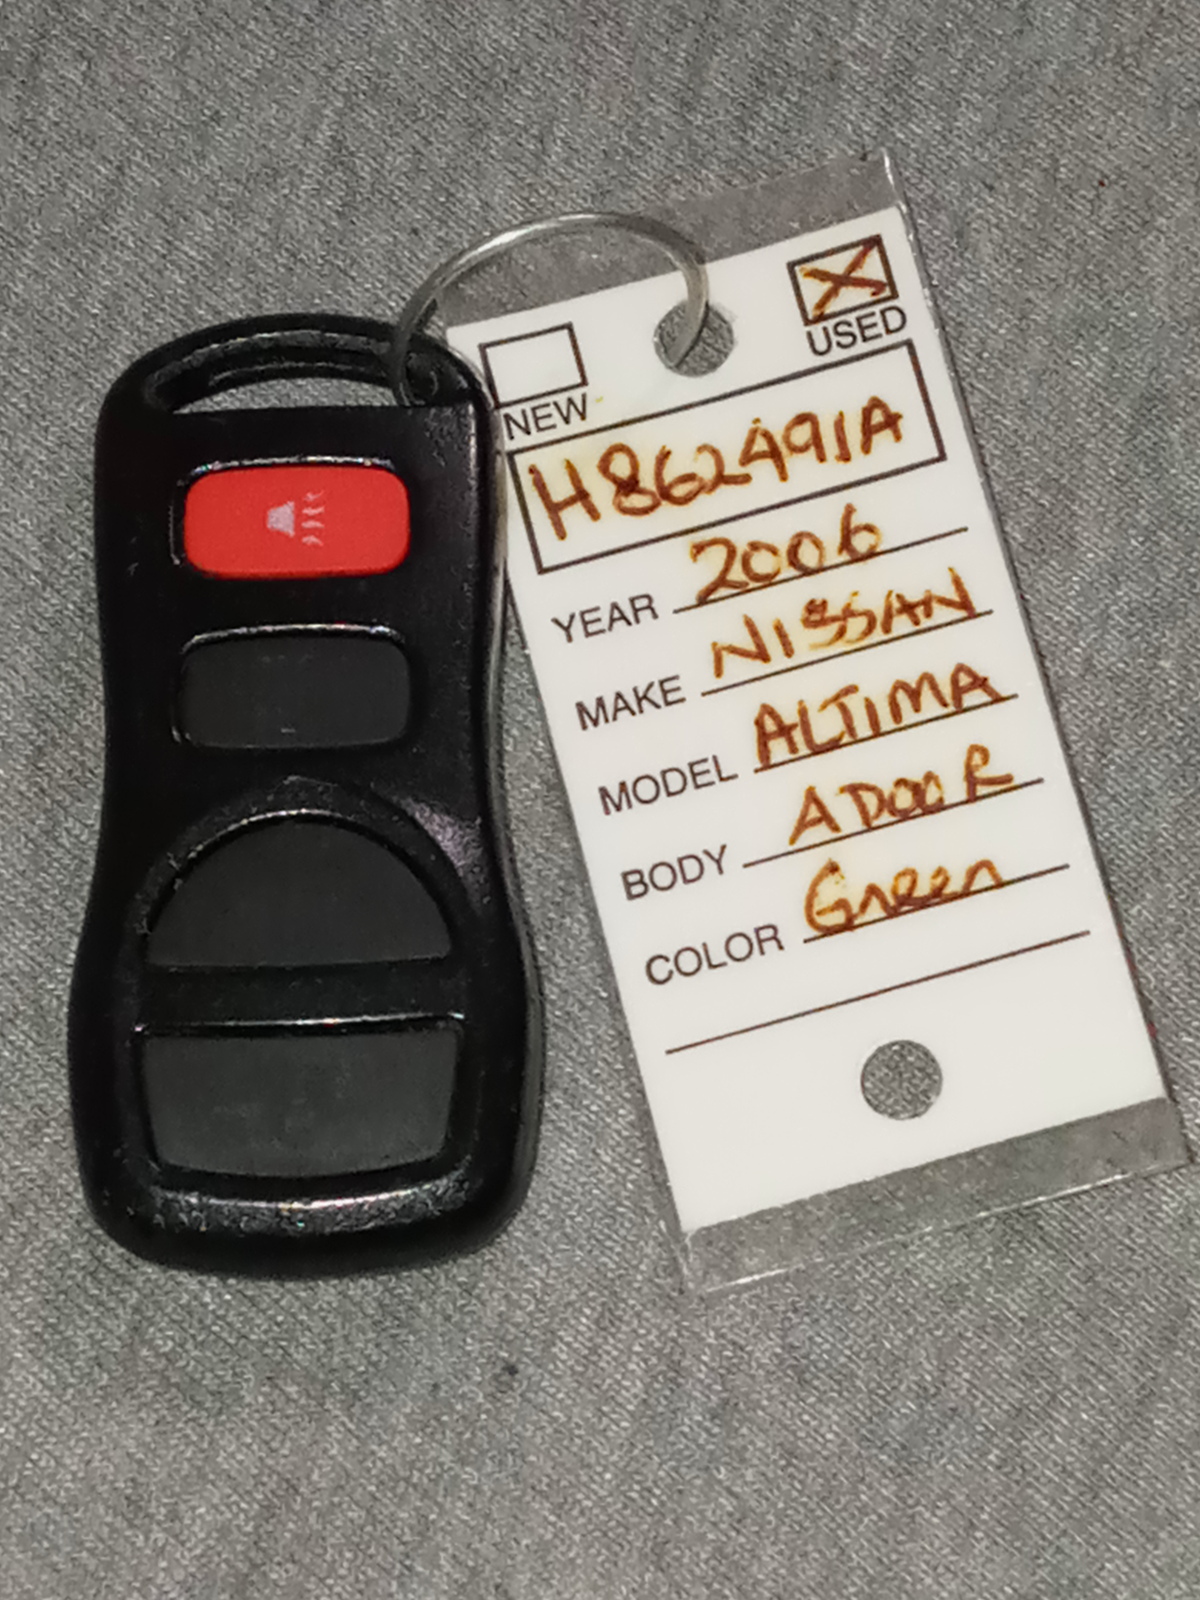 NEW USED
H862491A
YEAR 2006
MAKE NISSAN
MODEL ALTIMA
BODY 4 DOOR
COLOR Green